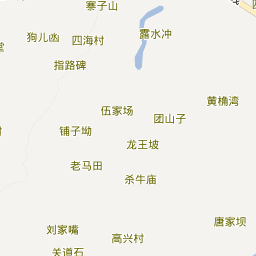 寨子山
狗儿凼
四海村
露水冲
指路碑
黄桷湾
伍家场
团山子
铺子坳
龙王坡
老马田
杀牛庙
唐家坝
刘家嘴
高兴村
关道石